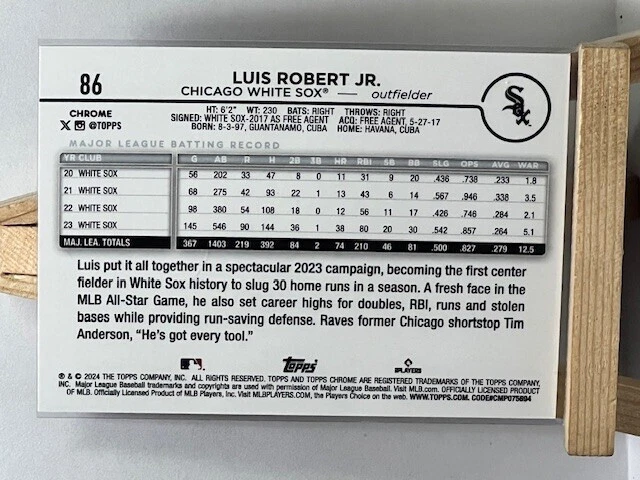 86
LUIS ROBERT JR.
CHICAGO WHITE SOX® — outfielder
Sox
CHROME
X @TOPPS
HT: 6'2" WT: 230 BATS: RIGHT THROWS: RIGHT
SIGNED: WHITE SOX-2017 AS FREE AGENT ACQ: FREE AGENT, 5-27-17
BORN: 8-3-97, GUANTANAMO, CUBA HOME: HAVANA, CUBA
MAJOR LEAGUE BATTING RECORD
YR CLUB G AB R H 2B 3B HR RBI SB BB SLG OPS AVG WAR
20 WHITE SOX 56 202 33 47 8 0 11 31 9 20 .436 .738 .233 1.8
21 WHITE SOX 68 275 42 93 22 1 13 43 6 14 .567 .946 .338 3.5
22 WHITE SOX 98 380 54 108 18 0 12 56 11 17 .426 .746 .284 2.1
23 WHITE SOX 145 546 90 144 36 1 38 80 20 30 .542 .857 .264 5.1
MAJ. LEA. TOTALS 367 1403 219 392 84 2 74 210 46 81 .500 .827 .279 12.5
Luis put it all together in a spectacular 2023 campaign, becoming the first center
fielder in White Sox history to slug 30 home runs in a season. A fresh face in the
MLB All-Star Game, he also set career highs for doubles, RBI, runs and stolen
bases while providing run-saving defense. Raves former Chicago shortstop Tim
Anderson, “He’s got every tool.”
Topps
PLAYERS
® & © 2024 THE TOPPS COMPANY, INC. ALL RIGHTS RESERVED. TOPPS AND TOPPS CHROME ARE REGISTERED TRADEMARKS OF THE TOPPS COMPANY,
INC. Major League Baseball trademarks and copyrights are used with permission of Major League Baseball. Visit MLB.com. OFFICIALLY LICENSED PRODUCT
OF MLB. Officially Licensed Product of MLB Players, Inc. Visit MLBPLAYERS.COM, the Players Choice on the web. WWW.TOPPS.COM. CODE#CMP075694